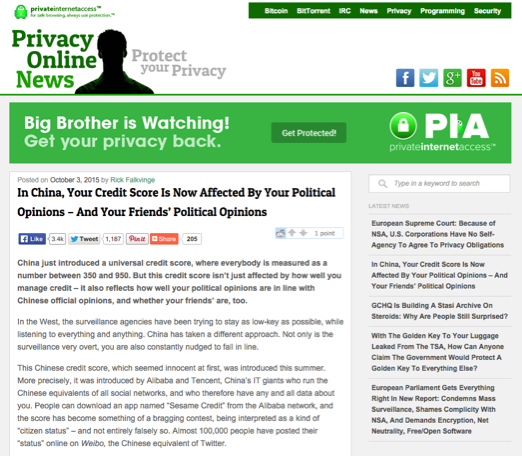 privateinternetaccess™
for safe browsing, always use protection.™
Bitcoin BitTorrent IRC News Privacy Programming Security
Privacy
Online
News
Protect
your Privacy
Big Brother is Watching!
Get your privacy back.
Get Protected!
PIA
privateinternetaccess™
Posted on October 3, 2015 by Rick Falkvinge
In China, Your Credit Score Is Now Affected By Your Political
Opinions – And Your Friends' Political Opinions
Like 3.4k Tweet 1,187 Pin it Share 205
1 point
China just introduced a universal credit score, where everybody is measured as a
number between 350 and 950. But this credit score isn't just affected by how well you
manage credit – it also reflects how well your political opinions are in line with
Chinese official opinions, and whether your friends' are, too.
In the West, the surveillance agencies have been trying to stay as low-key as possible, while
listening to everything and anything. China has taken a different approach. Not only is the
surveillance very overt, you are also constantly nudged to fall in line.
This Chinese credit score, which seemed innocent at first, was introduced this summer.
More precisely, it was introduced by Alibaba and Tencent, China's IT giants who run the
Chinese equivalents of all social networks, and who therefore have any and all data about
you. People can download an app named "Sesame Credit" from the Alibaba network, and
the score has become something of a bragging contest, being interpreted as a kind of
"citizen status" – and not entirely falsely so. Almost 100,000 people have posted their
"status" online on Weibo, the Chinese equivalent of Twitter.
Type in a keyword to search
LATEST NEWS
European Supreme Court: Because of
NSA, U.S. Corporations Have No Self-
Agency To Agree To Privacy Obligations
In China, Your Credit Score Is Now
Affected By Your Political Opinions – And
Your Friends' Political Opinions
GCHQ Is Building A Stasi Archive On
Steroids: Why Are People Still Surprised?
With The Golden Key To Your Luggage
Leaked From The TSA, How Can Anyone
Claim The Government Would Protect A
Golden Key To Everything Else?
European Parliament Gets Everything
Right In New Report: Condemns Mass
Surveillance, Shames Complicity With
NSA, And Demands Encryption, Net
Neutrality, Free/Open Software